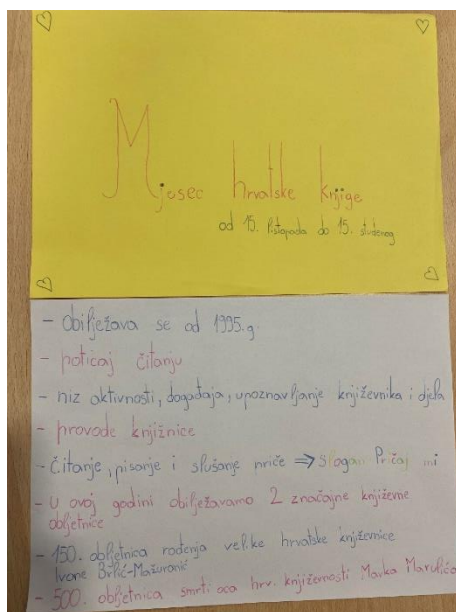 Mjesec hrvatske knjige
od 15. listopada do 15. studenog
- obilježava se od 1995.g.
- poticaj čitanju
- niz aktivnosti, događaja, upoznavljanje književnika i djela
- provode knjižnice
- čitanje, pisanje i slušanje priče ⇒ Slogan Pričaj mi
- U ovoj godini obilježavamo 2 značajne književne
obljetnice
- 150. obljetnica rođenja velike hrvatske književnice
Ivane Brlić-Mažuranić
- 500. obljetnica smrti oca hrv. književnosti Marka Marulića